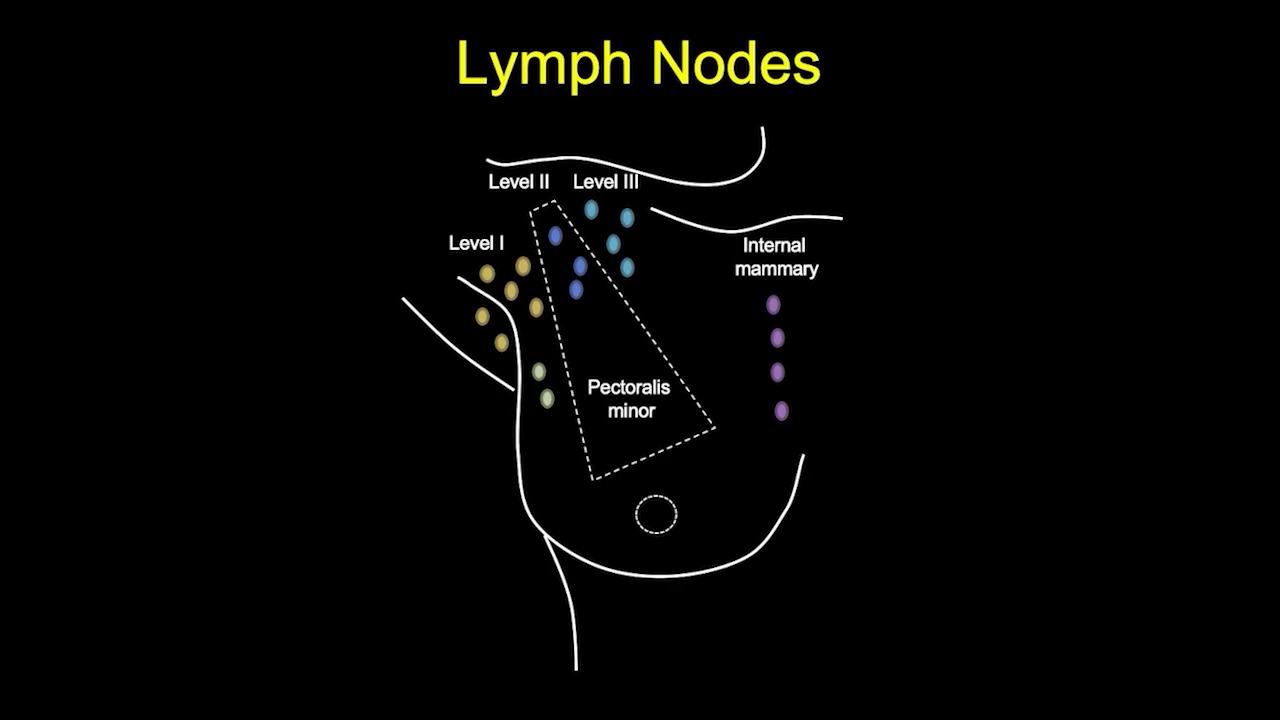 Lymph Nodes
Level II
Level III
Level I
Internal
mammary
Pectoralis
minor